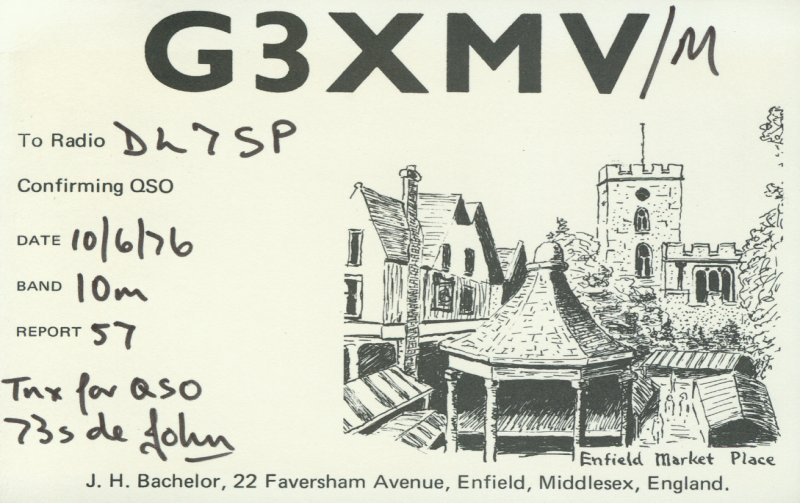 G3XMV/M
To Radio DL7SP
Confirming QSO
DATE 10/6/76
BAND 10m
REPORT 57
Tnx for QSO
73s de John
Enfield Market Place
J. H. Bachelor, 22 Faversham Avenue, Enfield, Middlesex, England.